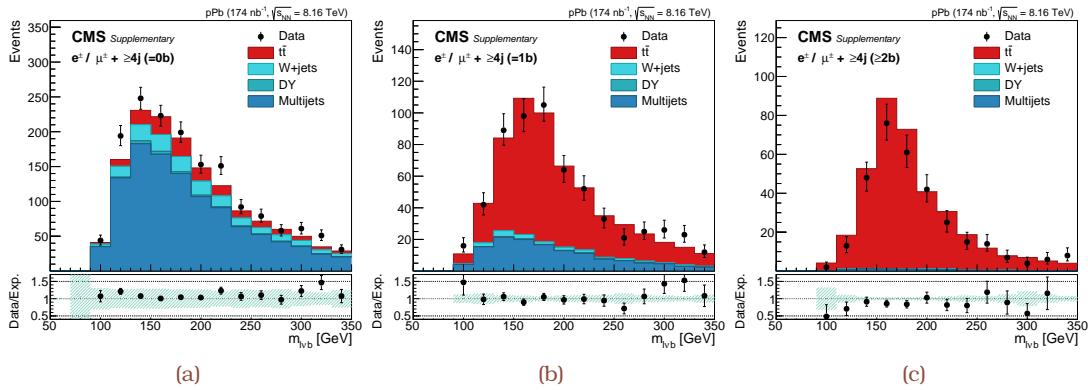 pPb (174 nb⁻¹, √s_NN = 8.16 TeV)
Events
350
300
250
200
150
100
50
CMS Supplementary
e± / μ± + ≥4j (=0b)
Data
tt̄
W+jets
DY
Multijets
Data/Exp.
1.5
1
0.5
50 100 150 200 250 300 350
m_lνb [GeV]
(a)
pPb (174 nb⁻¹, √s_NN = 8.16 TeV)
Events
140
120
100
80
60
40
20
CMS Supplementary
e± / μ± + ≥4j (=1b)
Data
tt̄
W+jets
DY
Multijets
Data/Exp.
1.5
1
0.5
50 100 150 200 250 300 350
m_lνb [GeV]
(b)
pPb (174 nb⁻¹, √s_NN = 8.16 TeV)
Events
120
100
80
60
40
20
CMS Supplementary
e± / μ± + ≥4j (≥2b)
Data
tt̄
W+jets
DY
Multijets
Data/Exp.
1.5
1
0.5
50 100 150 200 250 300 350
m_lνb [GeV]
(c)